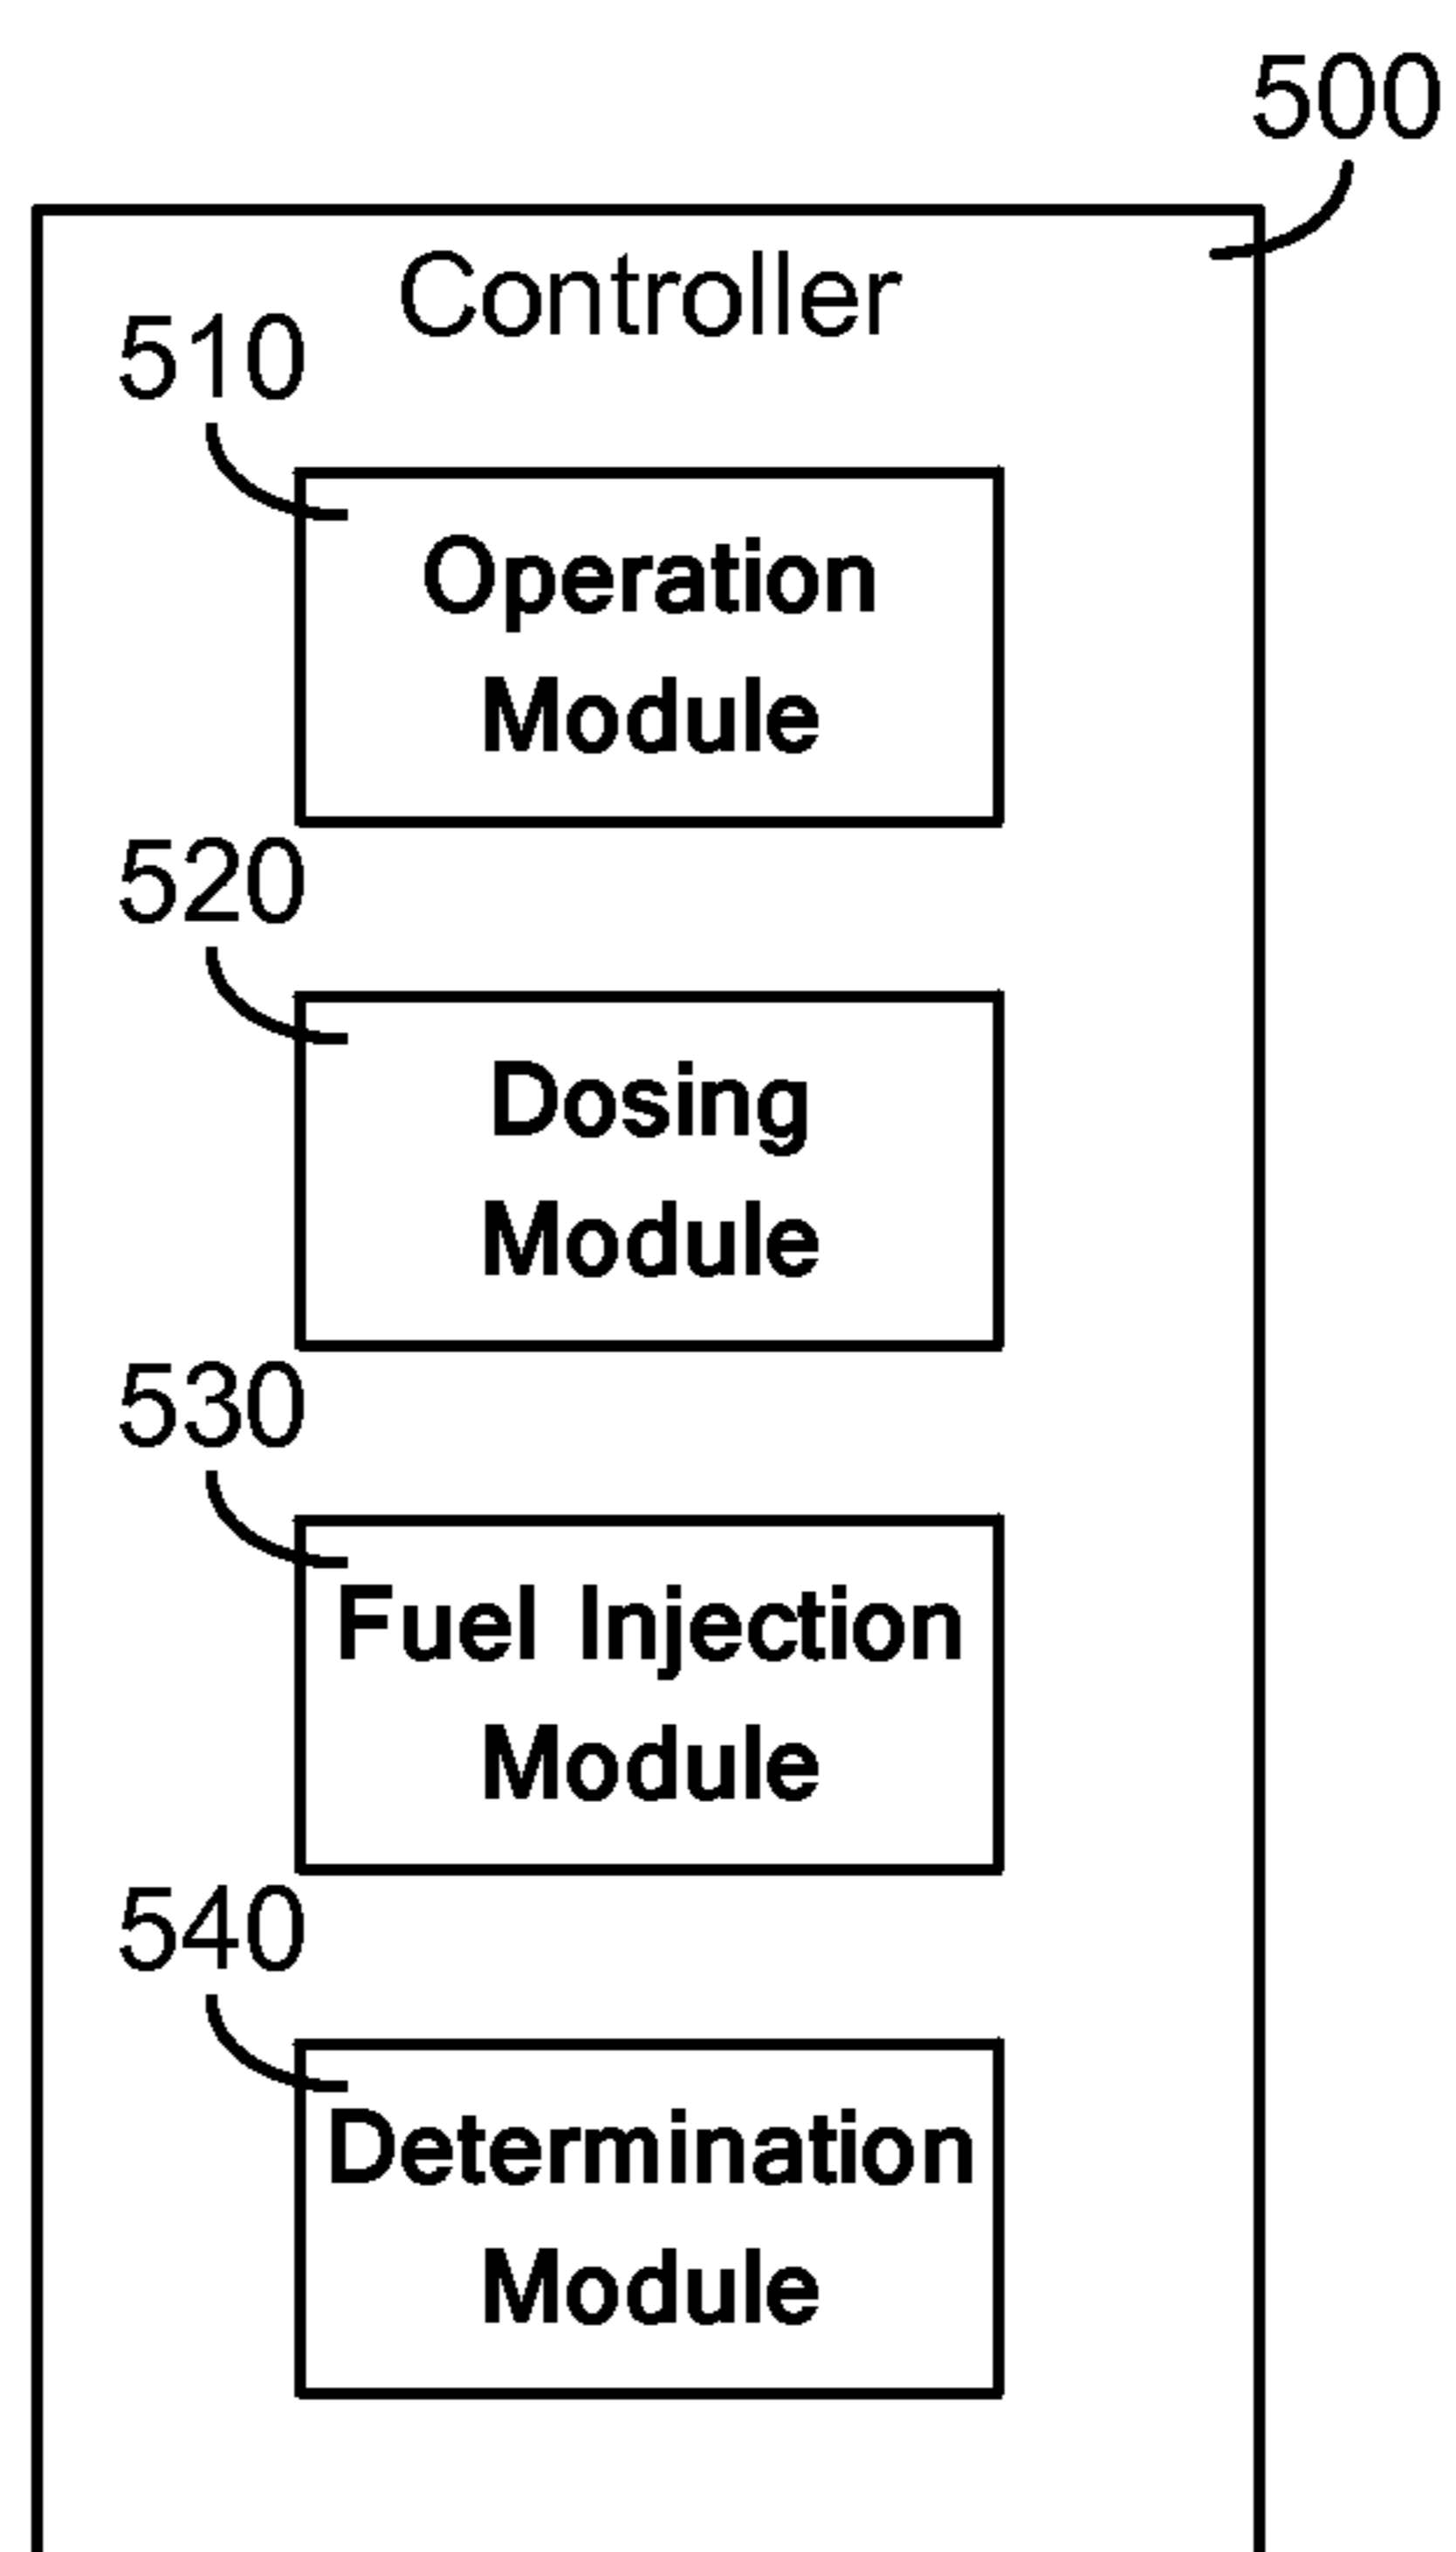 500
Controller
510
Operation
Module
520
Dosing
Module
530
Fuel Injection
Module
540
Determination
Module